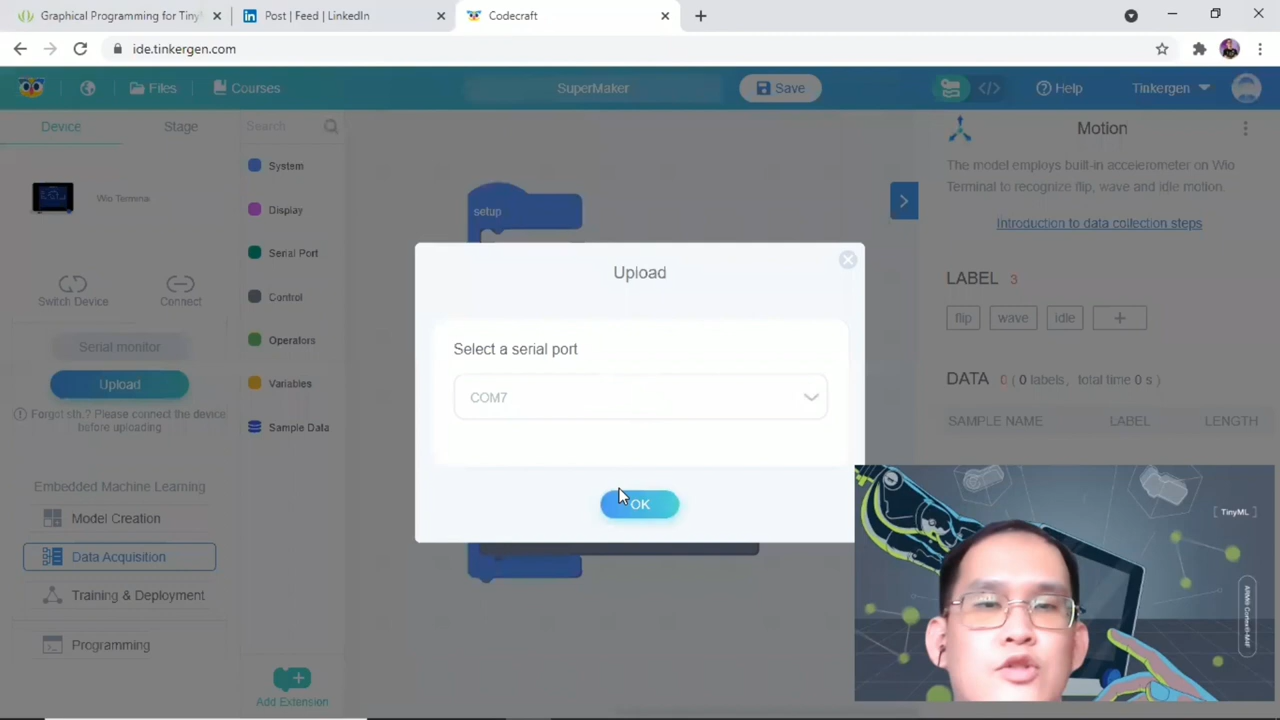 Graphical Programming for Tiny
Post | Feed | LinkedIn
Codecraft
ide.tinkergen.com
Files
Courses
SuperMaker
Save
Help
Tinkergen
Device
Stage
Search
Wio Terminal
Switch Device
Connect
Serial monitor
Upload
Forgot sth.? Please connect the device
before uploading
Embedded Machine Learning
Model Creation
Data Acquisition
Training & Deployment
Programming
System
Display
Serial Port
Control
Operators
Variables
Sample Data
Add Extension
setup
Upload
Select a serial port
COM7
OK
Motion
The model employs built-in accelerometer on Wio
Terminal to recognize flip, wave and idle motion.
Introduction to data collection steps
LABEL 3
flip
wave
idle
DATA 0 ( 0 labels, total time 0 s )
SAMPLE NAME
LABEL
LENGTH
[ TinyML ]